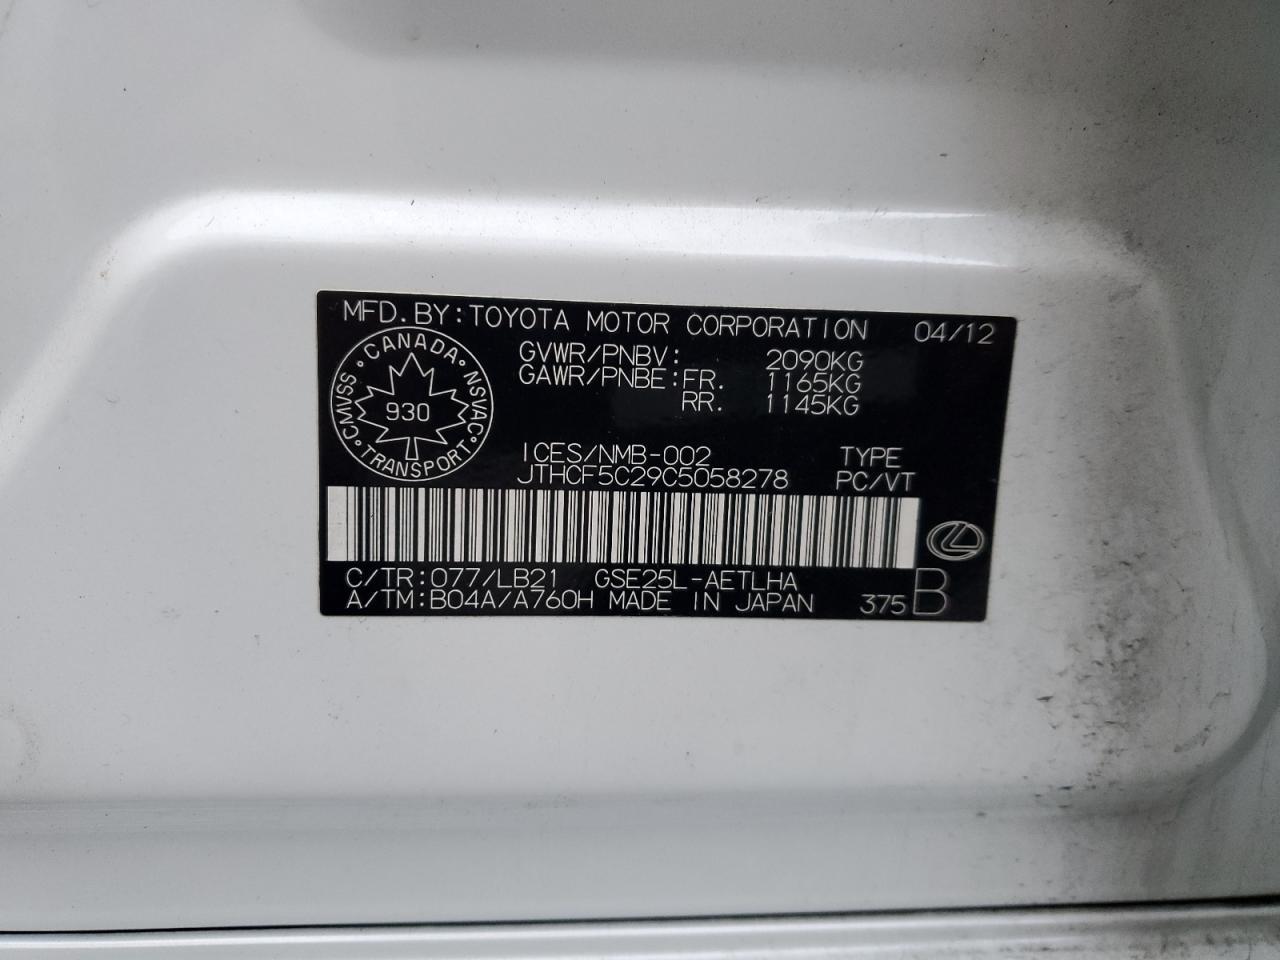 MFD. BY: TOYOTA MOTOR CORPORATION 04/12
CANADA NSVAC TRANSPORT CMVSS
930
GVWR/PNBV: 2090KG
GAWR/PNBE: FR. 1165KG
RR. 1145KG
ICES/NMB-002 TYPE
JTHCF5C29C5058278 PC/VT
C/TR: 077/LB21 GSE25L-AETLHA
A/TM: B04A/A760H MADE IN JAPAN 375 B